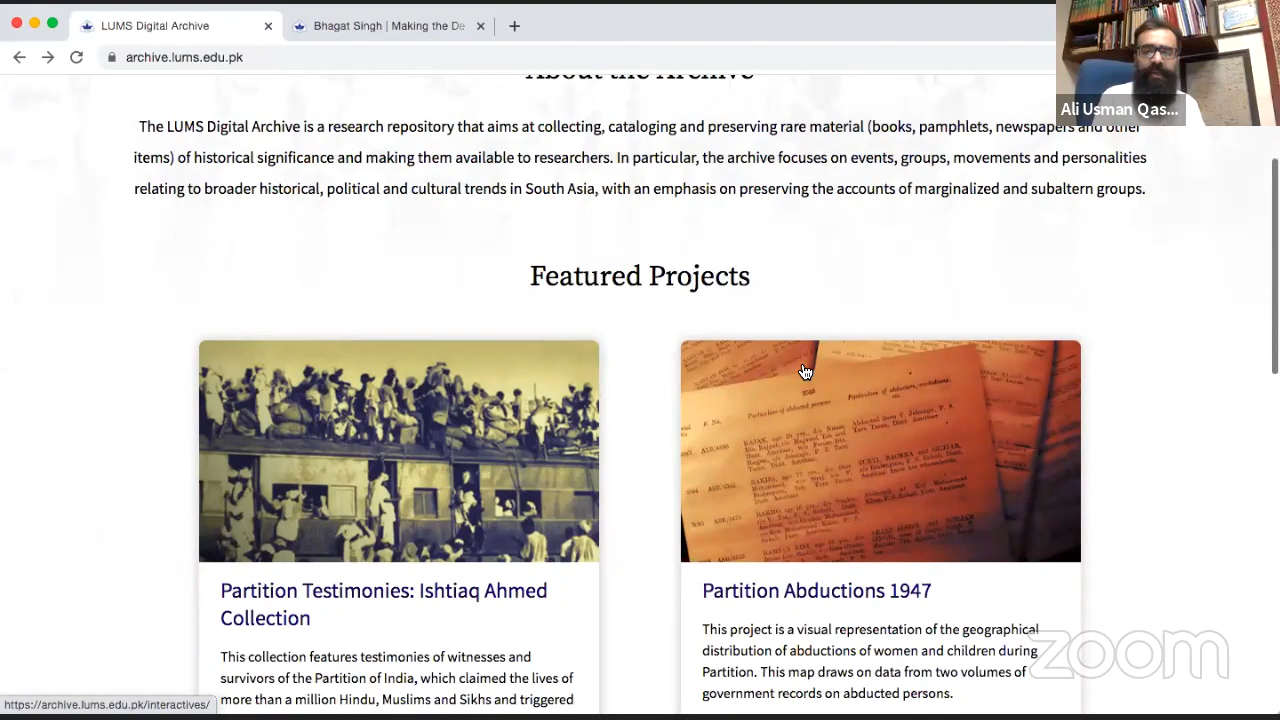 LUMS Digital Archive
Bhagat Singh | Making the De
archive.lums.edu.pk
Ali Usman Qas...
About the Archive
The LUMS Digital Archive is a research repository that aims at collecting, cataloging and preserving rare material (books, pamphlets, newspapers and other
items) of historical significance and making them available to researchers. In particular, the archive focuses on events, groups, movements and personalities
relating to broader historical, political and cultural trends in South Asia, with an emphasis on preserving the accounts of marginalized and subaltern groups.
Featured Projects
Particulars of abducted persons
Partition Testimonies: Ishtiaq Ahmed
Collection
This collection features testimonies of witnesses and
survivors of the Partition of India, which claimed the lives of
more than a million Hindu, Muslims and Sikhs and triggered
Partition Abductions 1947
This project is a visual representation of the geographical
distribution of abductions of women and children during
Partition. This map draws on data from two volumes of
government records on abducted persons.
zoom
https://archive.lums.edu.pk/interactives/